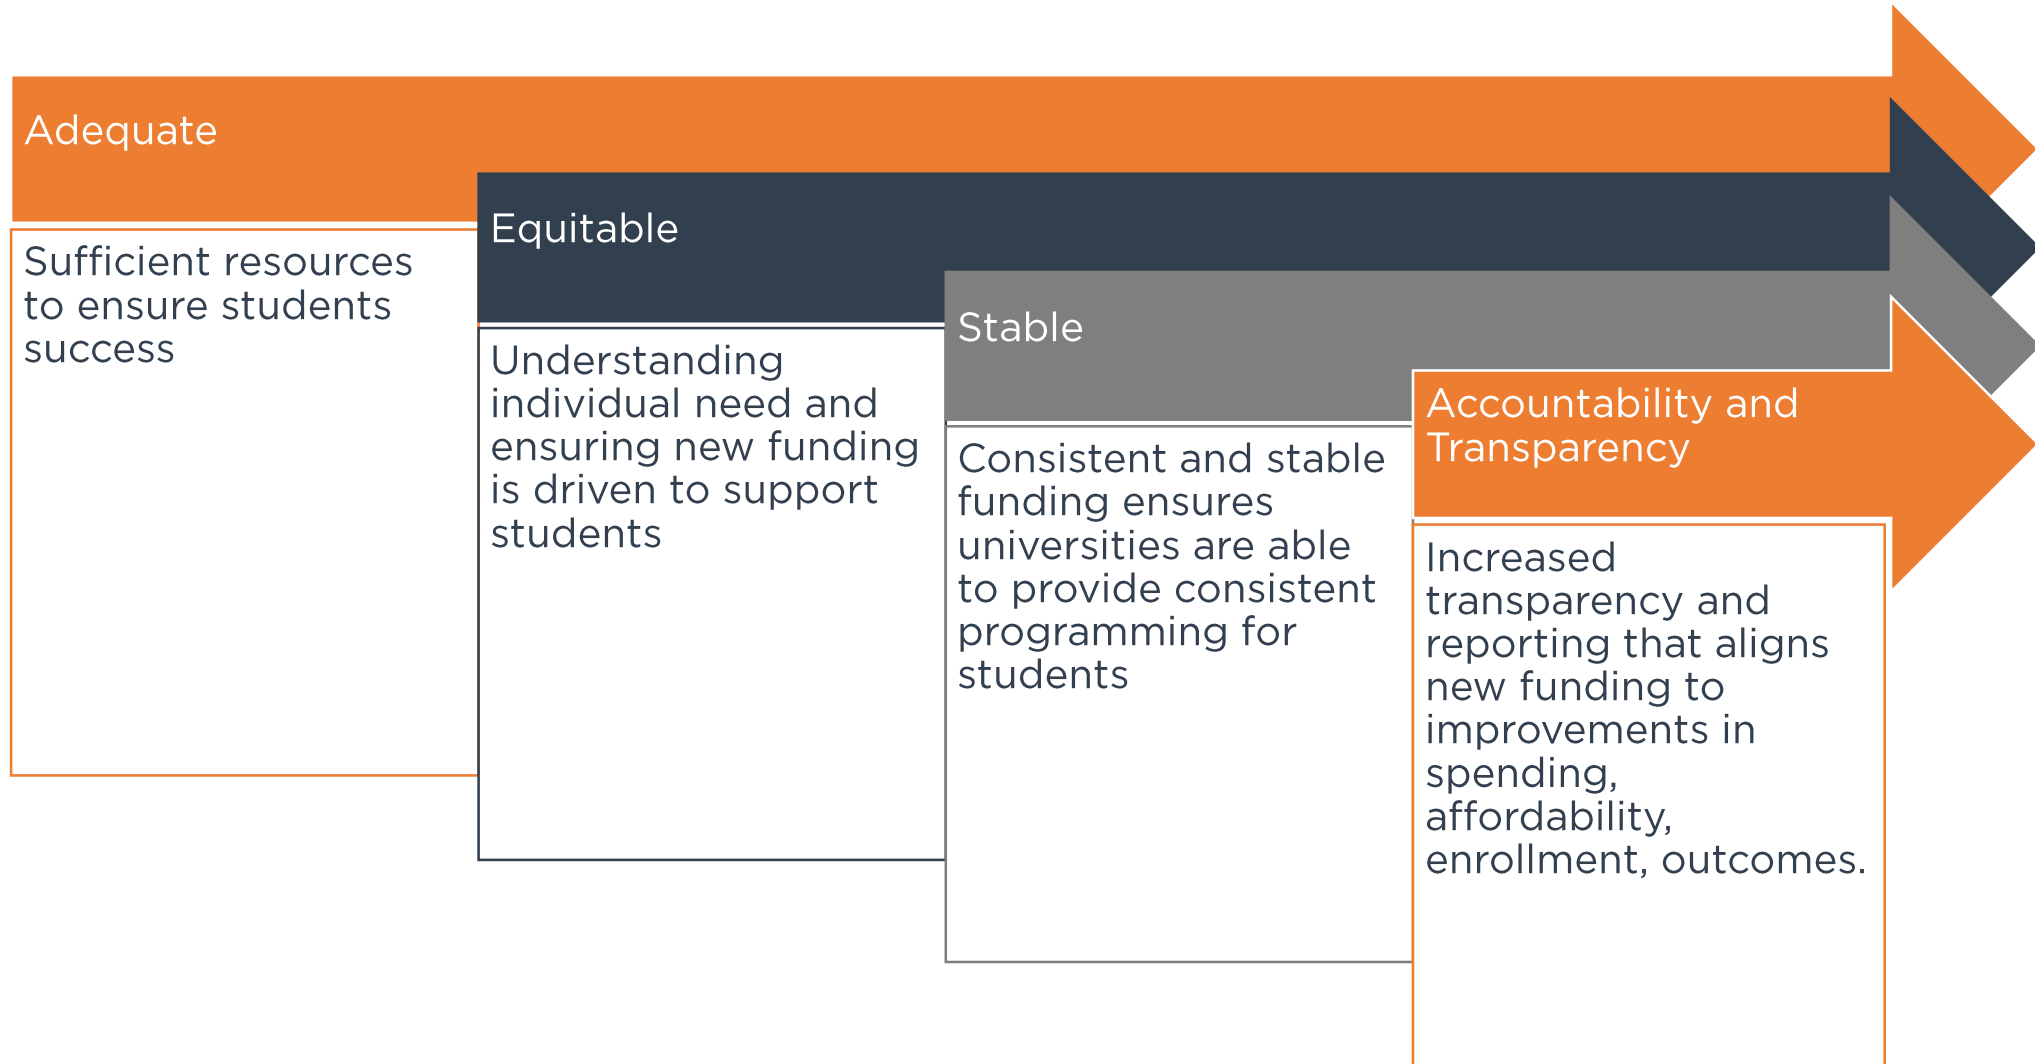 Adequate
Sufficient resources
to ensure students
success
Equitable
Understanding
individual need and
ensuring new funding
is driven to support
students
Stable
Consistent and stable
funding ensures
universities are able
to provide consistent
programming for
students
Accountability and
Transparency
Increased
transparency and
reporting that aligns
new funding to
improvements in
spending,
affordability,
enrollment, outcomes.